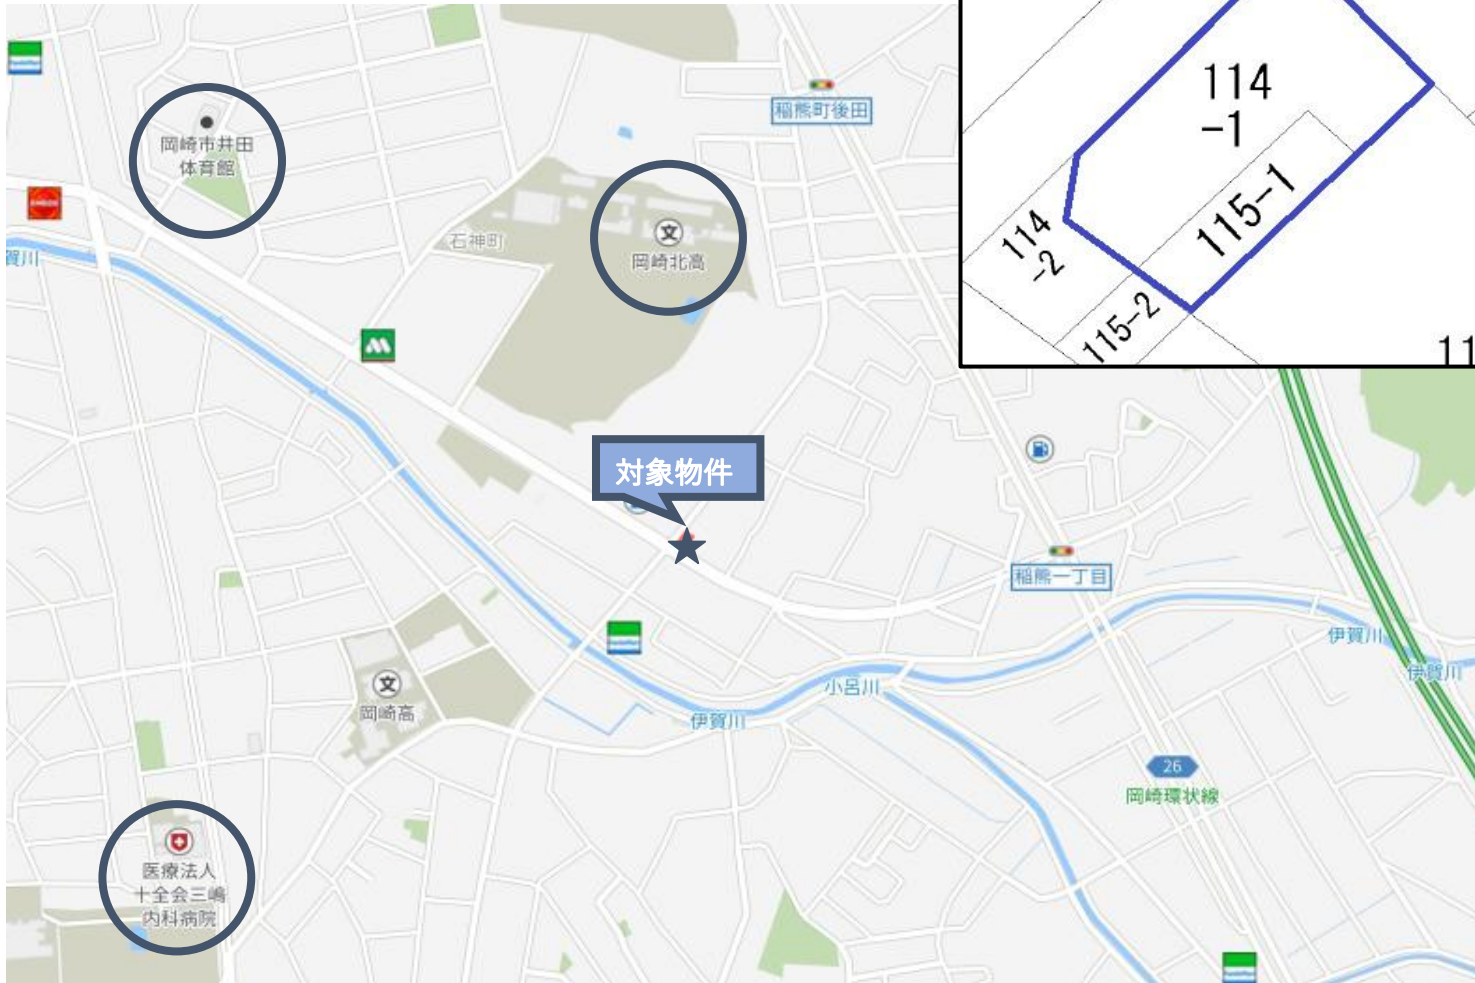 岡崎市井田
体育館
稲熊町後田
石神町
岡崎北高
賀川
対象物件
稲熊一丁目
岡崎高
伊賀川
小呂川
伊賀川
伊賀川
26
岡崎環状線
医療法人
十全会三嶋
内科病院
114
-1
115-1
114
-2
115-2
11